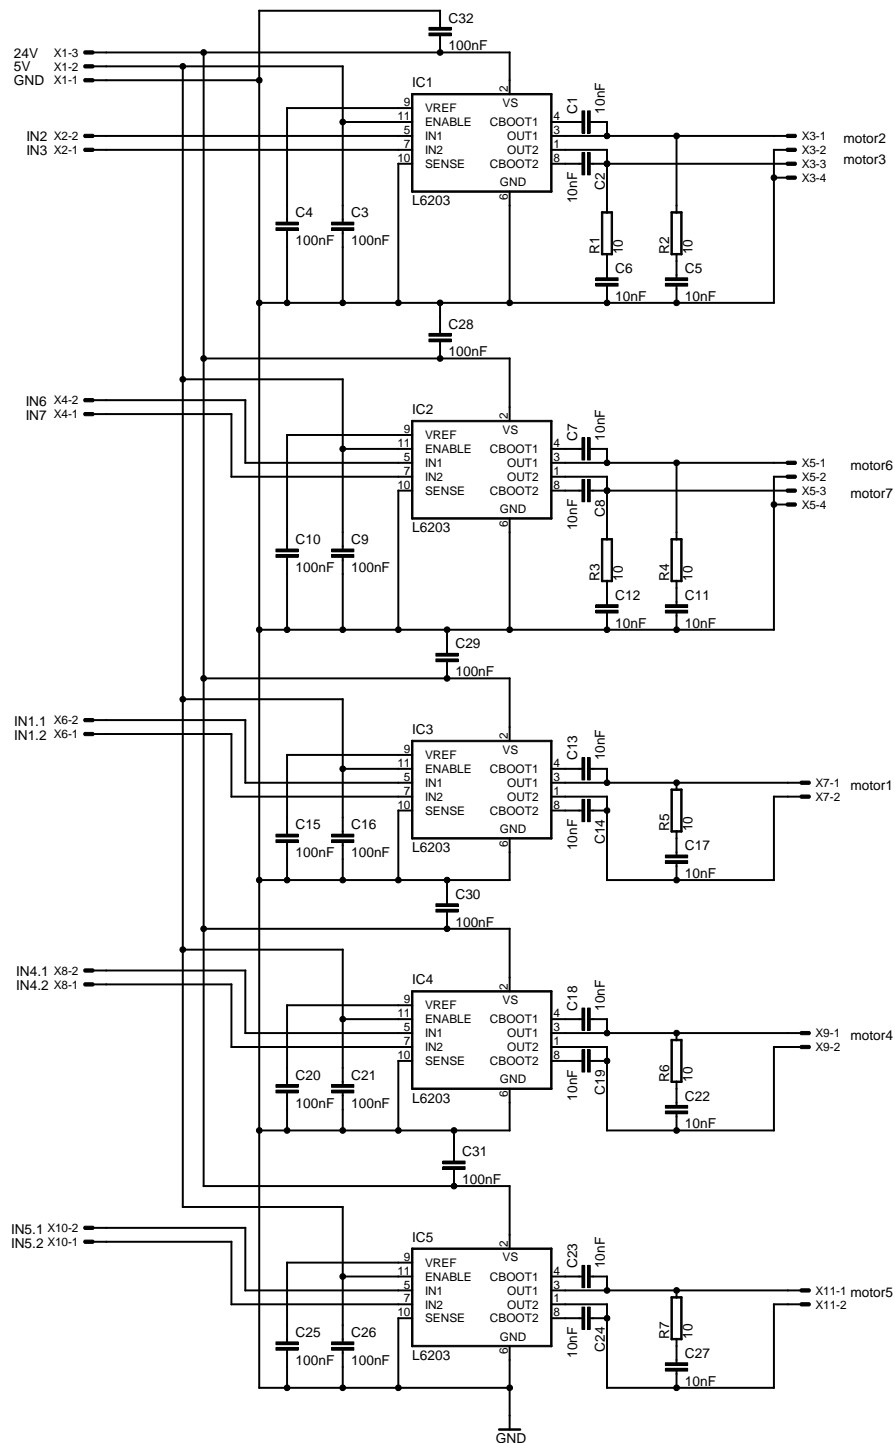 C32
100nF
24V X1-3
5V X1-2
GND X1-1
IC1
2
VS
9 VREF
11 ENABLE CBOOT1 4 C1 10nF
IN2 X2-2 5 IN1 OUT1 3 X3-1 motor2
IN3 X2-1 7 IN2 OUT2 1 X3-2
10 SENSE CBOOT2 8 10nF C2 X3-3 motor3
GND X3-4
6
L6203
C4 C3
100nF 100nF
R1 10 R2 10
C6 C5
10nF 10nF
C28
100nF
IN6 X4-2
IN7 X4-1
IC2
2
VS
9 VREF
11 ENABLE CBOOT1 4 C7 10nF
5 IN1 OUT1 3 X5-1 motor6
7 IN2 OUT2 1 X5-2
10 SENSE CBOOT2 8 10nF C8 X5-3 motor7
GND X5-4
6
L6203
C10 C9
100nF 100nF
R3 10 R4 10
C12 C11
10nF 10nF
C29
100nF
IN1.1 X6-2
IN1.2 X6-1
IC3
2
VS
9 VREF
11 ENABLE CBOOT1 4 C13 10nF
5 IN1 OUT1 3 X7-1 motor1
7 IN2 OUT2 1 X7-2
10 SENSE CBOOT2 8 10nF C14
GND
6
L6203
C15 C16
100nF 100nF
R5 10
C17
10nF
C30
100nF
IN4.1 X8-2
IN4.2 X8-1
IC4
2
VS
9 VREF
11 ENABLE CBOOT1 4 C18 10nF
5 IN1 OUT1 3 X9-1 motor4
7 IN2 OUT2 1 X9-2
10 SENSE CBOOT2 8 10nF C19
GND
6
L6203
C20 C21
100nF 100nF
R6 10
C22
10nF
C31
100nF
IN5.1 X10-2
IN5.2 X10-1
IC5
2
VS
9 VREF
11 ENABLE CBOOT1 4 C23 10nF
5 IN1 OUT1 3 X11-1 motor5
7 IN2 OUT2 1 X11-2
10 SENSE CBOOT2 8 10nF C24
GND
6
L6203
C25 C26
100nF 100nF
R7 10
C27
10nF
GND